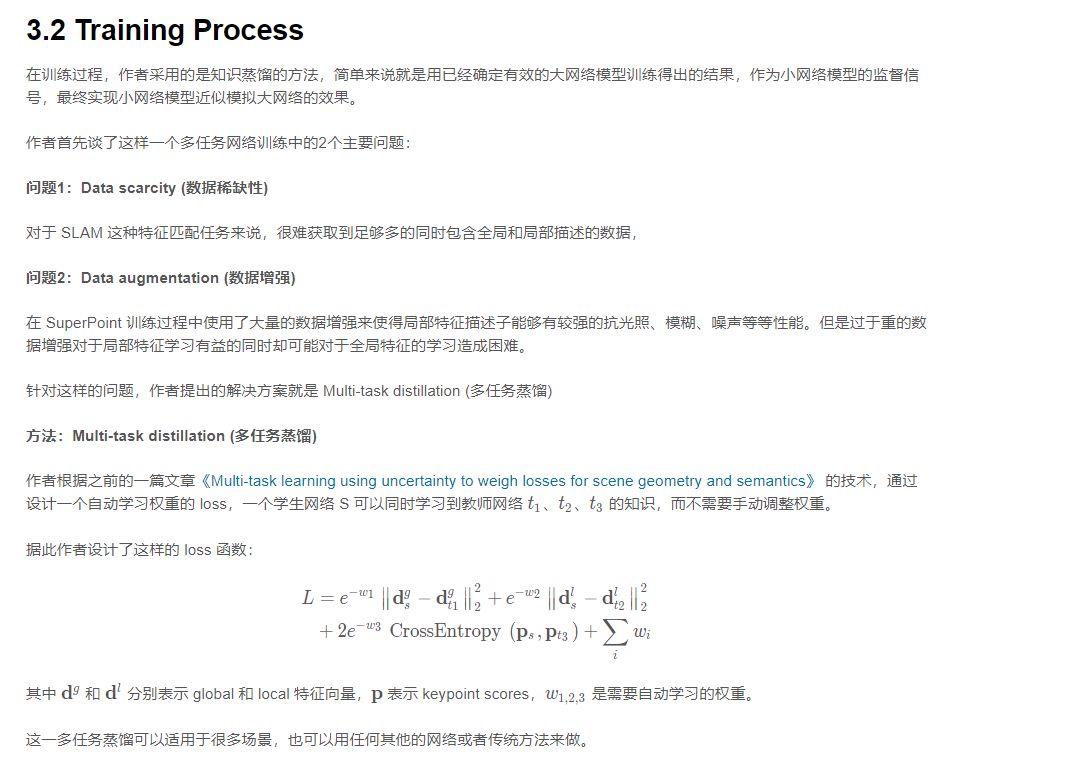 3.2 Training Process
在训练过程，作者采用的是知识蒸馏的方法，简单来说就是用已经确定有效的大网络模型训练得出的结果，作为小网络模型的监督信
号，最终实现小网络模型近似模拟大网络的效果。
作者首先谈了这样一个多任务网络训练中的2个主要问题：
问题1：Data scarcity (数据稀缺性)
对于 SLAM 这种特征匹配任务来说，很难获取到足够多的同时包含全局和局部描述的数据，
问题2：Data augmentation (数据增强)
在 SuperPoint 训练过程中使用了大量的数据增强来使得局部特征描述子能够有较强的抗光照、模糊、噪声等等性能。但是过于重的数
据增强对于局部特征学习有益的同时却可能对于全局特征的学习造成困难。
针对这样的问题，作者提出的解决方案就是 Multi-task distillation (多任务蒸馏)
方法：Multi-task distillation (多任务蒸馏)
作者根据之前的一篇文章《Multi-task learning using uncertainty to weigh losses for scene geometry and semantics》 的技术，通过
设计一个自动学习权重的 loss，一个学生网络 S 可以同时学习到教师网络 t₁、t₂、t₃ 的知识，而不需要手动调整权重。
据此作者设计了这样的 loss 函数：
L = e^{-w_1} ‖d_s^g − d_{t1}^g‖_2^2 + e^{-w_2} ‖d_s^l − d_{t2}^l‖_2^2
+ 2e^{-w_3} CrossEntropy (p_s, p_{t3}) + ∑_i w_i
其中 d^g 和 d^l 分别表示 global 和 local 特征向量，p 表示 keypoint scores，w_{1,2,3} 是需要自动学习的权重。
这一多任务蒸馏可以适用于很多场景，也可以用任何其他的网络或者传统方法来做。